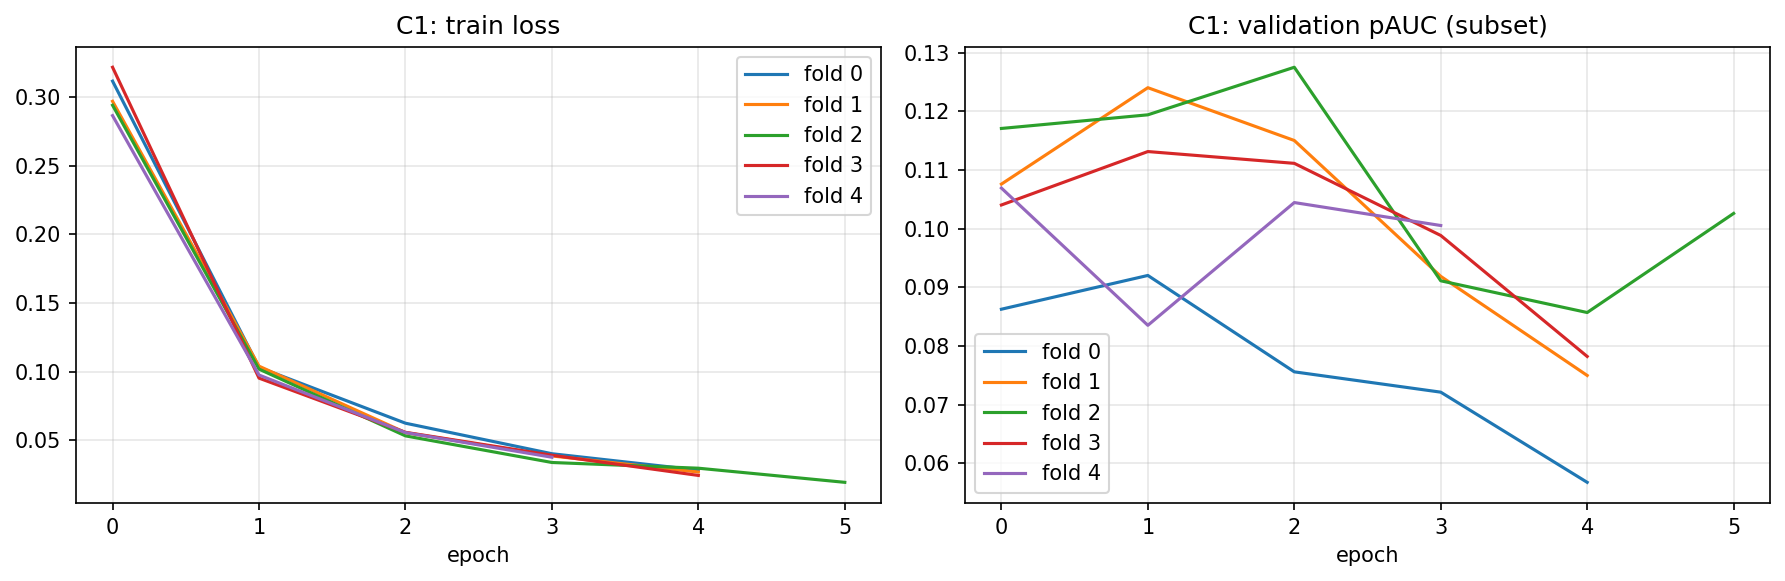 C1: train loss
0.30
0.25
0.20
0.15
0.10
0.05
0 1 2 3 4 5
epoch
fold 0
fold 1
fold 2
fold 3
fold 4
C1: validation pAUC (subset)
0.13
0.12
0.11
0.10
0.09
0.08
0.07
0.06
0 1 2 3 4 5
epoch
fold 0
fold 1
fold 2
fold 3
fold 4